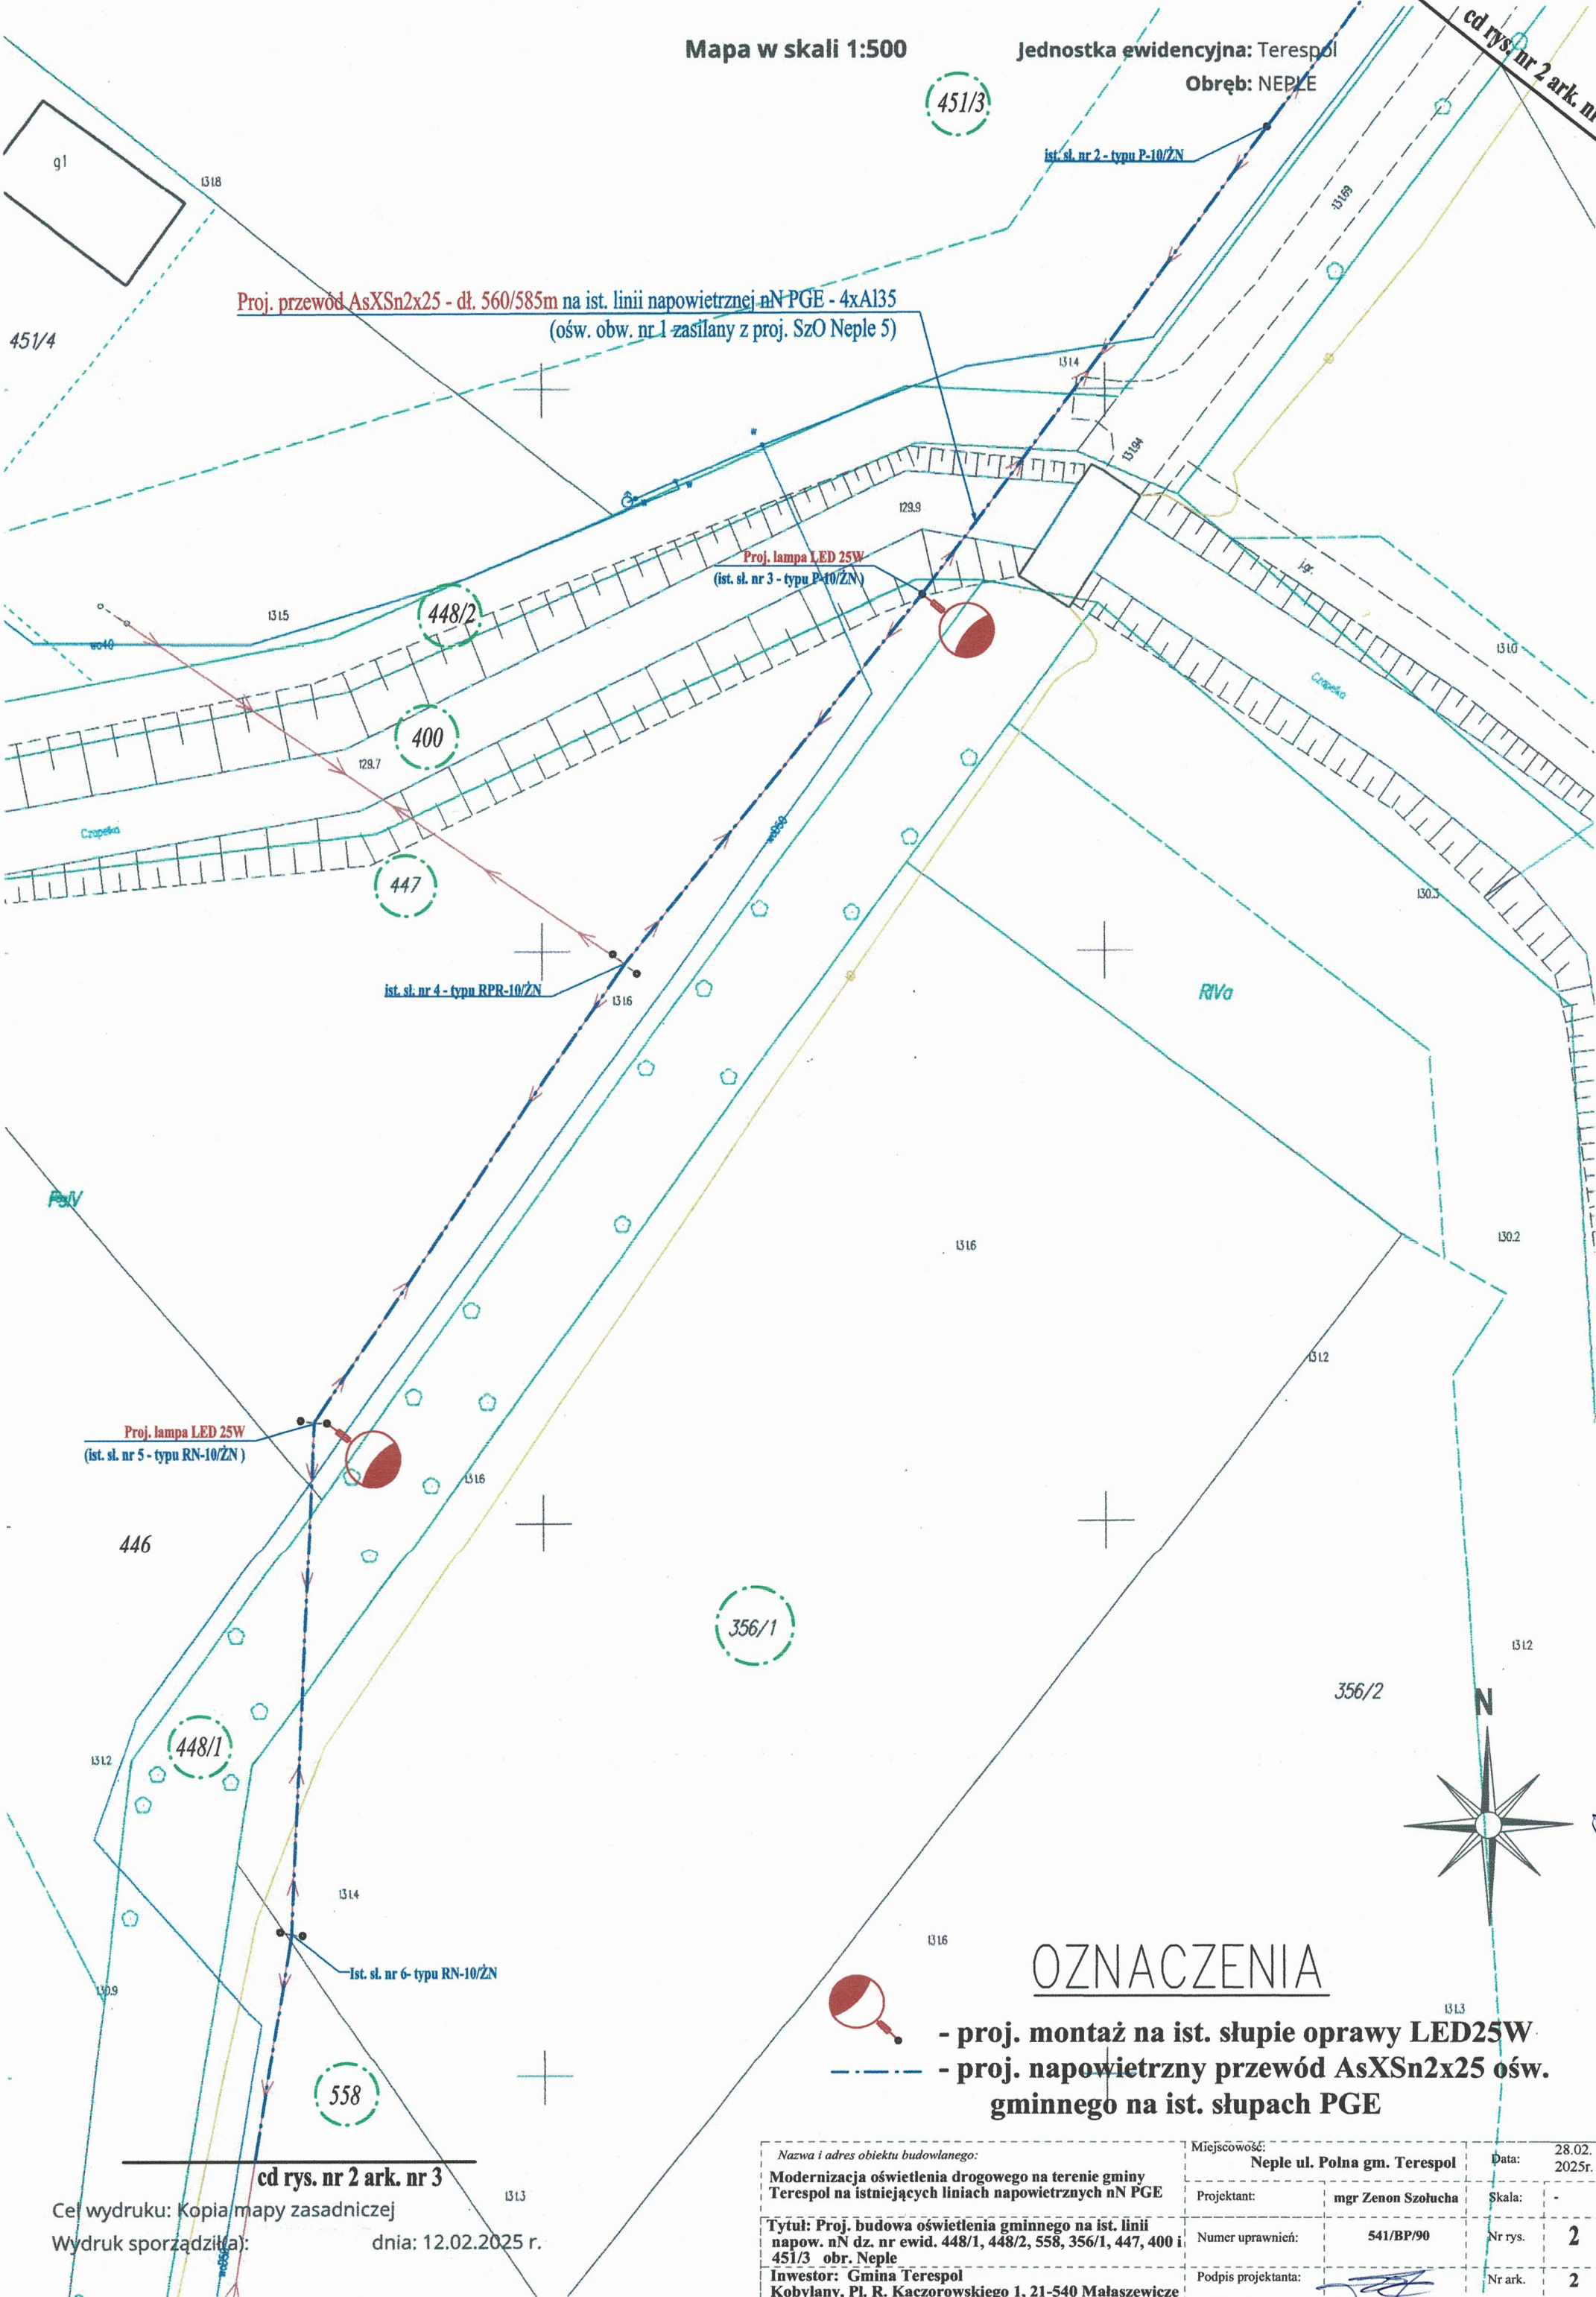 Mapa w skali 1:500
Jednostka ewidencyjna: Terespol
Obręb: NEPLE
cd rys. nr 2 ark. nr
451/3
g1
131.8
ist. sł. nr 2 - typu P-10/ŻN
131.69
Proj. przewód AsXSn2x25 - dł. 560/585m na ist. linii napowietrznej nN PGE - 4xAl35
(ośw. obw. nr 1 zasilany z proj. SzO Neple 5)
451/4
131.4
131.94
w
w
129.9
Proj. lampa LED 25W
(ist. sł. nr 3 - typu P-10/ŻN)
j.gr.
131.5
448/2
wo40
131.0
Czapelka
400
129.7
Czapelka
447
130.3
ist. sł. nr 4 - typu RPR-10/ŻN
131.6
RIVa
PsIV
130.2
131.6
131.2
Proj. lampa LED 25W
(ist. sł. nr 5 - typu RN-10/ŻN )
131.6
446
356/1
131.2
356/2
N
448/1
131.2
131.4
131.6
Ist. sł. nr 6- typu RN-10/ŻN
130.9
OZNACZENIA
131.3
- proj. montaż na ist. słupie oprawy LED25W
- proj. napowietrzny przewód AsXSn2x25 ośw.
gminnego na ist. słupach PGE
558
cd rys. nr 2 ark. nr 3
131.3
Cel wydruku: Kopia mapy zasadniczej
Wydruk sporządził(a): dnia: 12.02.2025 r.
Nazwa i adres obiektu budowlanego:
Modernizacja oświetlenia drogowego na terenie gminy
Terespol na istniejących liniach napowietrznych nN PGE
Miejscowość:
Neple ul. Polna gm. Terespol
Data:
28.02.
2025r.
Projektant:
mgr Zenon Szołucha
Skala:
-
Tytuł: Proj. budowa oświetlenia gminnego na ist. linii
napow. nN dz. nr ewid. 448/1, 448/2, 558, 356/1, 447, 400 i
451/3 obr. Neple
Numer uprawnień:
541/BP/90
Nr rys.
2
Inwestor: Gmina Terespol
Kobylany, Pl. R. Kaczorowskiego 1, 21-540 Małaszewicze
Podpis projektanta:
Nr ark.
2